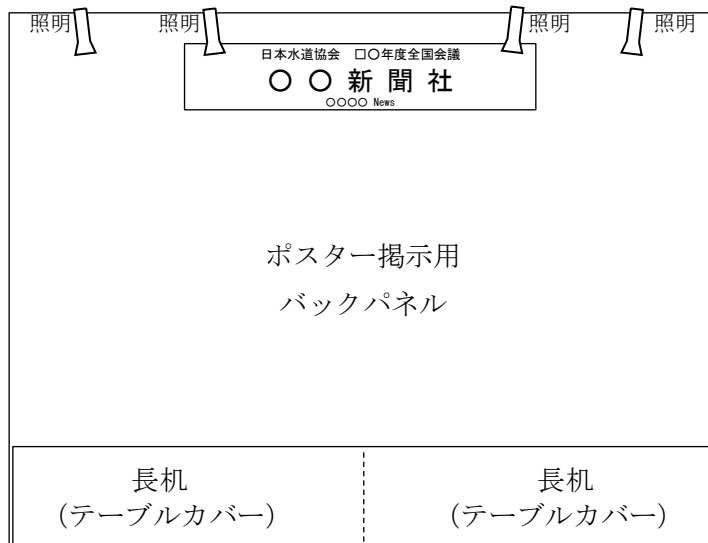 照明 照明 照明 照明
日本水道協会　□○年度全国会議
○○新聞社
○○○○ News
ポスター掲示用
バックパネル
長机 長机
(テーブルカバー) (テーブルカバー)